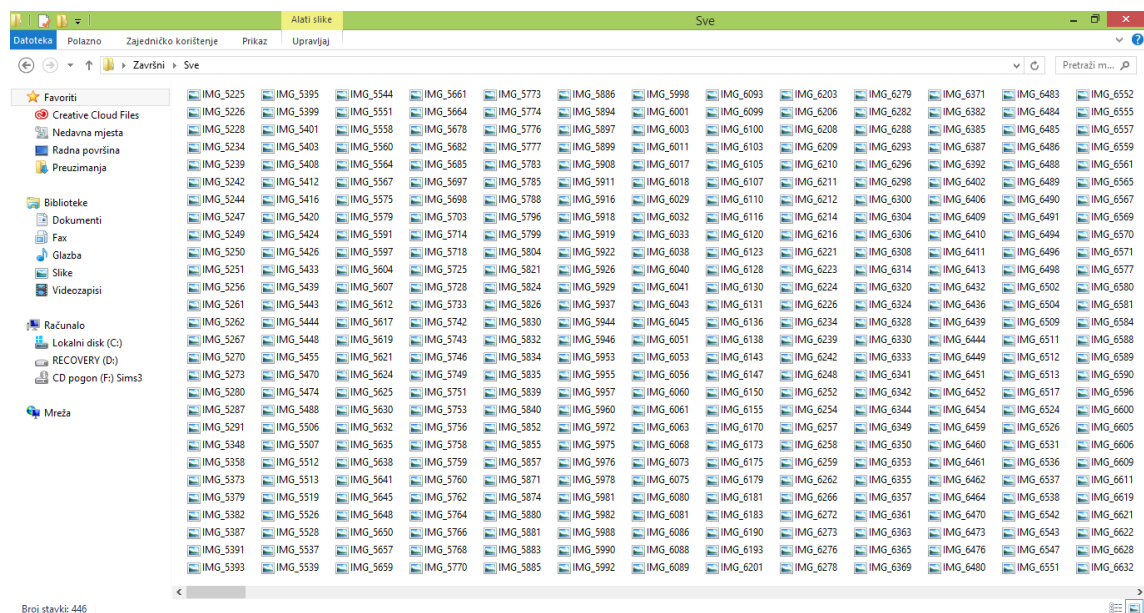 Alati slike
Sve
Datoteka Polazno Zajedničko korištenje Prikaz Upravljaj
Završni Sve
Pretraži m...
Favoriti
Creative Cloud Files
Nedavna mjesta
Radna površina
Preuzimanja
Biblioteke
Dokumenti
Fax
Glazba
Slike
Videozapisi
Računalo
Lokalni disk (C:)
RECOVERY (D:)
CD pogon (F:) Sims3
Mreža
IMG_5225 IMG_5395 IMG_5544 IMG_5661 IMG_5773 IMG_5886 IMG_5998 IMG_6093 IMG_6203 IMG_6279 IMG_6371 IMG_6483 IMG_6552
IMG_5226 IMG_5399 IMG_5551 IMG_5664 IMG_5774 IMG_5894 IMG_6001 IMG_6099 IMG_6206 IMG_6282 IMG_6382 IMG_6484 IMG_6555
IMG_5228 IMG_5401 IMG_5558 IMG_5678 IMG_5776 IMG_5897 IMG_6003 IMG_6100 IMG_6208 IMG_6288 IMG_6385 IMG_6485 IMG_6557
IMG_5234 IMG_5403 IMG_5560 IMG_5682 IMG_5777 IMG_5899 IMG_6011 IMG_6103 IMG_6209 IMG_6293 IMG_6387 IMG_6486 IMG_6559
IMG_5239 IMG_5408 IMG_5564 IMG_5685 IMG_5783 IMG_5908 IMG_6017 IMG_6105 IMG_6210 IMG_6296 IMG_6392 IMG_6488 IMG_6561
IMG_5242 IMG_5412 IMG_5567 IMG_5697 IMG_5785 IMG_5911 IMG_6018 IMG_6107 IMG_6211 IMG_6298 IMG_6402 IMG_6489 IMG_6565
IMG_5244 IMG_5416 IMG_5575 IMG_5698 IMG_5788 IMG_5916 IMG_6029 IMG_6110 IMG_6212 IMG_6300 IMG_6406 IMG_6490 IMG_6567
IMG_5247 IMG_5420 IMG_5579 IMG_5703 IMG_5796 IMG_5918 IMG_6032 IMG_6116 IMG_6214 IMG_6304 IMG_6409 IMG_6491 IMG_6569
IMG_5249 IMG_5424 IMG_5591 IMG_5714 IMG_5799 IMG_5919 IMG_6033 IMG_6120 IMG_6216 IMG_6306 IMG_6410 IMG_6494 IMG_6570
IMG_5250 IMG_5426 IMG_5597 IMG_5718 IMG_5804 IMG_5922 IMG_6038 IMG_6123 IMG_6221 IMG_6308 IMG_6411 IMG_6496 IMG_6571
IMG_5251 IMG_5433 IMG_5604 IMG_5725 IMG_5821 IMG_5926 IMG_6040 IMG_6128 IMG_6223 IMG_6314 IMG_6413 IMG_6498 IMG_6577
IMG_5256 IMG_5439 IMG_5607 IMG_5728 IMG_5824 IMG_5929 IMG_6041 IMG_6130 IMG_6224 IMG_6320 IMG_6432 IMG_6502 IMG_6580
IMG_5261 IMG_5443 IMG_5612 IMG_5733 IMG_5826 IMG_5937 IMG_6043 IMG_6131 IMG_6226 IMG_6324 IMG_6436 IMG_6504 IMG_6581
IMG_5262 IMG_5444 IMG_5617 IMG_5742 IMG_5830 IMG_5944 IMG_6045 IMG_6136 IMG_6234 IMG_6328 IMG_6439 IMG_6509 IMG_6584
IMG_5267 IMG_5448 IMG_5619 IMG_5743 IMG_5832 IMG_5946 IMG_6051 IMG_6138 IMG_6239 IMG_6330 IMG_6444 IMG_6511 IMG_6588
IMG_5270 IMG_5455 IMG_5621 IMG_5746 IMG_5834 IMG_5953 IMG_6053 IMG_6143 IMG_6242 IMG_6333 IMG_6449 IMG_6512 IMG_6589
IMG_5273 IMG_5470 IMG_5624 IMG_5749 IMG_5835 IMG_5955 IMG_6056 IMG_6147 IMG_6248 IMG_6341 IMG_6451 IMG_6513 IMG_6590
IMG_5280 IMG_5474 IMG_5625 IMG_5751 IMG_5839 IMG_5957 IMG_6060 IMG_6150 IMG_6252 IMG_6342 IMG_6452 IMG_6517 IMG_6596
IMG_5287 IMG_5488 IMG_5630 IMG_5753 IMG_5840 IMG_5960 IMG_6061 IMG_6155 IMG_6254 IMG_6344 IMG_6454 IMG_6524 IMG_6600
IMG_5291 IMG_5506 IMG_5632 IMG_5756 IMG_5852 IMG_5972 IMG_6063 IMG_6170 IMG_6257 IMG_6349 IMG_6459 IMG_6526 IMG_6605
IMG_5348 IMG_5507 IMG_5635 IMG_5758 IMG_5855 IMG_5975 IMG_6068 IMG_6173 IMG_6258 IMG_6350 IMG_6460 IMG_6531 IMG_6606
IMG_5358 IMG_5512 IMG_5638 IMG_5759 IMG_5857 IMG_5976 IMG_6073 IMG_6175 IMG_6259 IMG_6353 IMG_6461 IMG_6536 IMG_6609
IMG_5373 IMG_5513 IMG_5641 IMG_5760 IMG_5871 IMG_5978 IMG_6075 IMG_6179 IMG_6262 IMG_6355 IMG_6462 IMG_6537 IMG_6611
IMG_5379 IMG_5519 IMG_5645 IMG_5762 IMG_5874 IMG_5981 IMG_6080 IMG_6181 IMG_6266 IMG_6357 IMG_6464 IMG_6538 IMG_6619
IMG_5382 IMG_5526 IMG_5648 IMG_5764 IMG_5880 IMG_5982 IMG_6081 IMG_6183 IMG_6272 IMG_6361 IMG_6470 IMG_6542 IMG_6621
IMG_5387 IMG_5528 IMG_5650 IMG_5766 IMG_5881 IMG_5988 IMG_6086 IMG_6190 IMG_6273 IMG_6363 IMG_6473 IMG_6543 IMG_6622
IMG_5391 IMG_5537 IMG_5657 IMG_5768 IMG_5883 IMG_5990 IMG_6088 IMG_6193 IMG_6276 IMG_6365 IMG_6476 IMG_6547 IMG_6628
IMG_5393 IMG_5539 IMG_5659 IMG_5770 IMG_5885 IMG_5992 IMG_6089 IMG_6201 IMG_6278 IMG_6369 IMG_6480 IMG_6551 IMG_6632
Broj stavki: 446